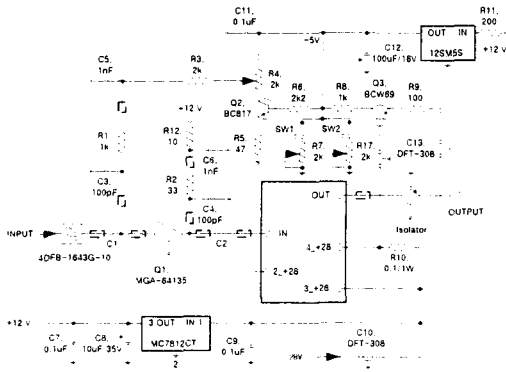 C11,
0.1uF
R11,
200
OUT IN
12SM5S
+12 V
-5V
C12,
100uF/16V
C5,
1nF
R3,
2k
R4,
2k
+12 V
Q2,
BC817
R6,
2k2
R8,
1k
Q3,
BCW69
R9,
100
R1,
1k
R12,
10
R5,
47
SW1
SW2
R7,
2k
R17,
2k
C13,
DFT-308
C6,
1nF
C3,
100pF
R2,
33
C4,
100pF
OUT
OUTPUT
Isolator
INPUT
C1
C2
IN
4DFB-1643G-10
Q1,
MGA-64135
4_+28
R10,
0.1/1W
2_+28
3_+28
+12 V
3 OUT IN 1
MC7812CT
2
C7,
0.1uF
C8,
10uF 35V
C9,
0.1uF
28V
C10,
DFT-308